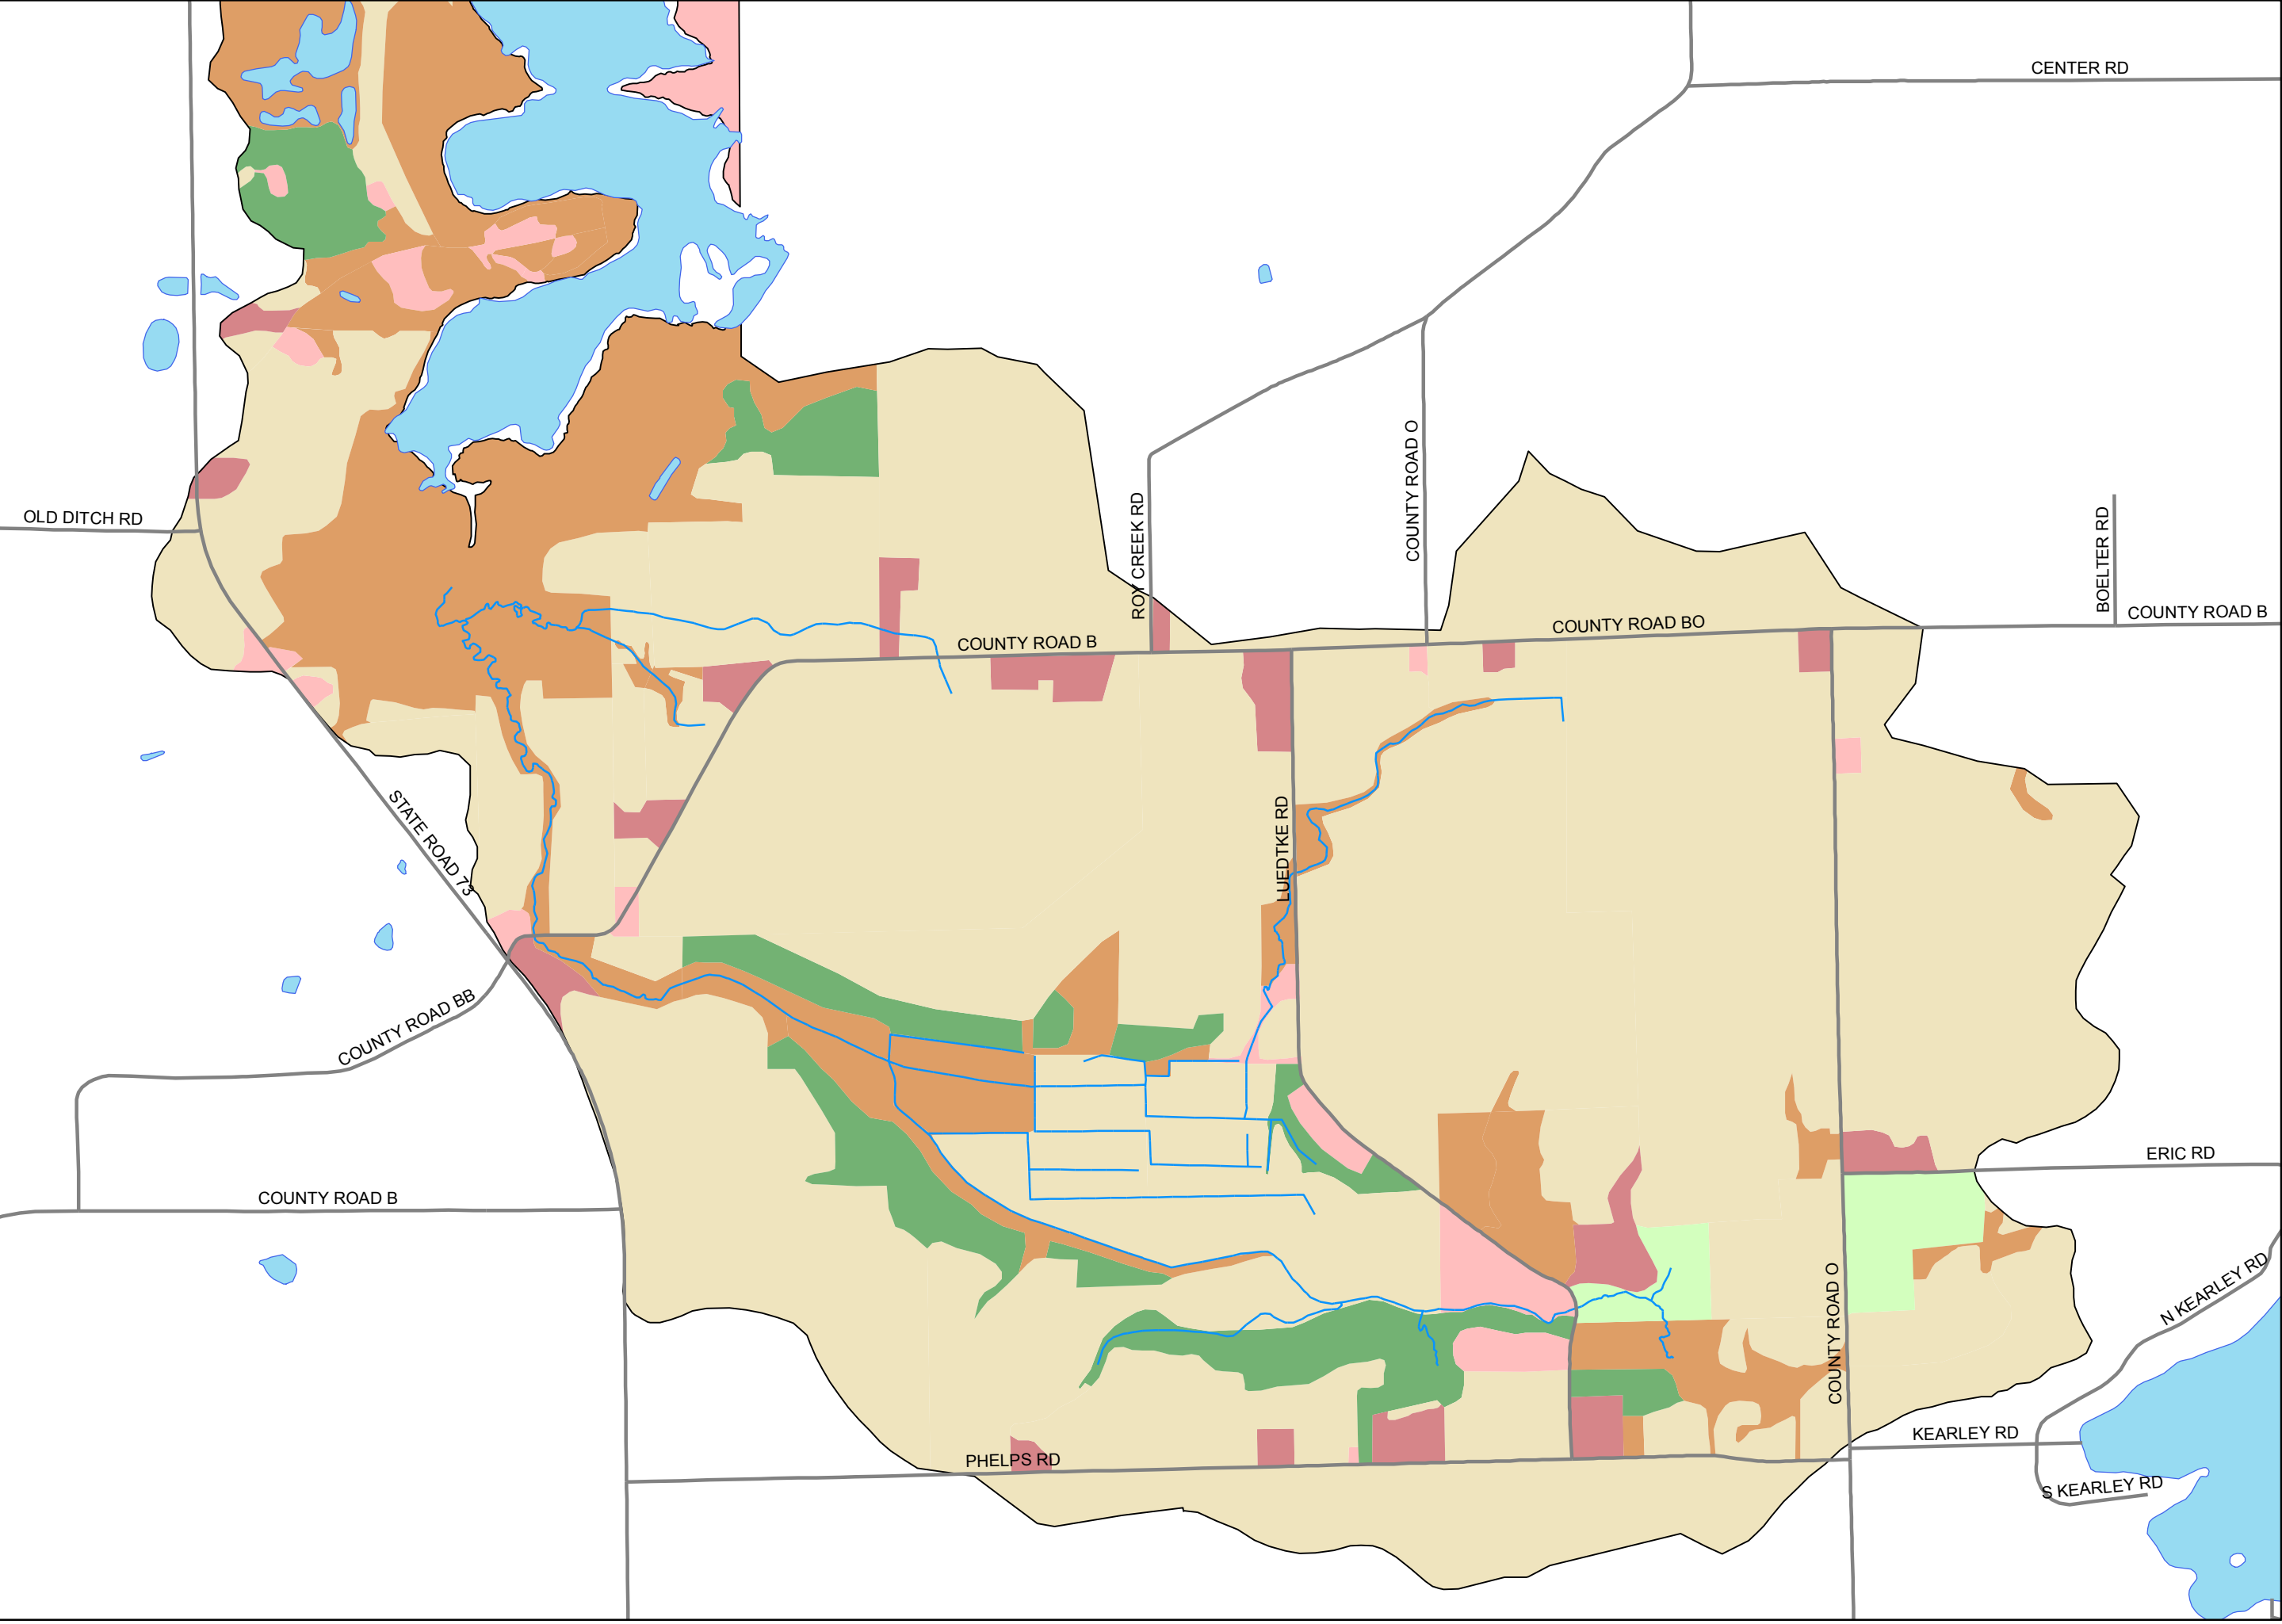 CENTER RD
COUNTY ROAD O
ROY CREEK RD
OLD DITCH RD
BOELTER RD
COUNTY ROAD B
COUNTY ROAD BO
COUNTY ROAD B
STATE ROAD 73
LUEDTKE RD
COUNTY ROAD BB
ERIC RD
COUNTY ROAD B
N KEARLEY RD
COUNTY ROAD O
KEARLEY RD
PHELPS RD
S KEARLEY RD